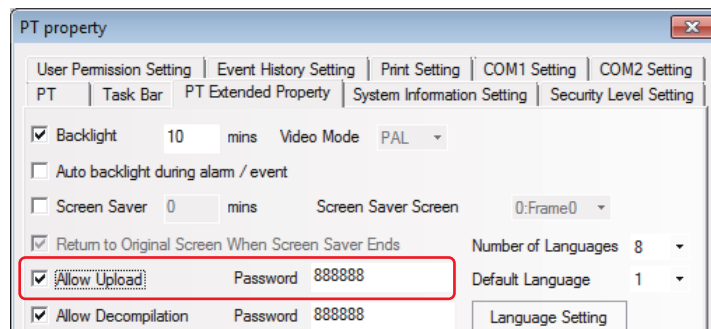 PT property
User Permission Setting Event History Setting Print Setting COM1 Setting COM2 Setting
PT Task Bar PT Extended Property System Information Setting Security Level Setting
Backlight 10 mins Video Mode PAL
Auto backlight during alarm / event
Screen Saver 0 mins Screen Saver Screen 0:Frame0
Return to Original Screen When Screen Saver Ends Number of Languages 8
Allow Upload Password 888888 Default Language 1
Allow Decompilation Password 888888 Language Setting